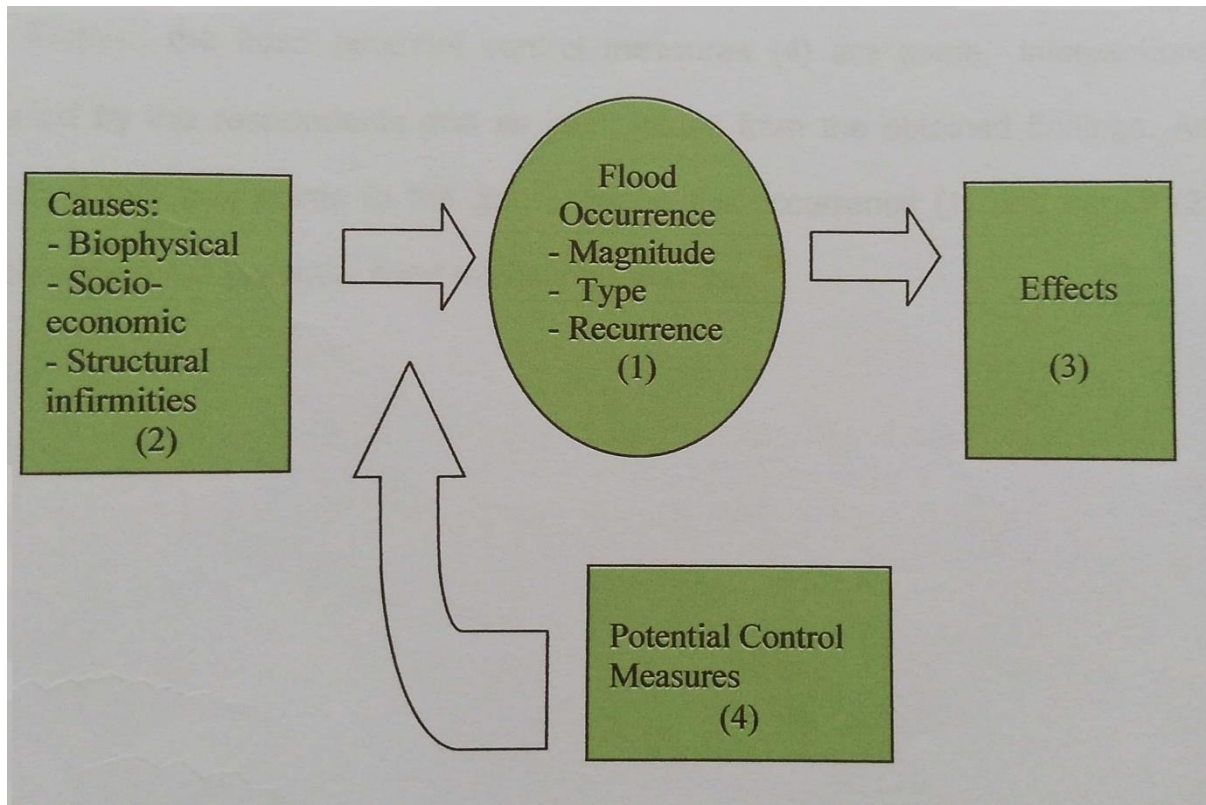 Causes:
- Biophysical
- Socio-
economic
- Structural
infirmities
(2)
Flood
Occurrence
- Magnitude
- Type
- Recurrence
(1)
Effects
(3)
Potential Control
Measures
(4)